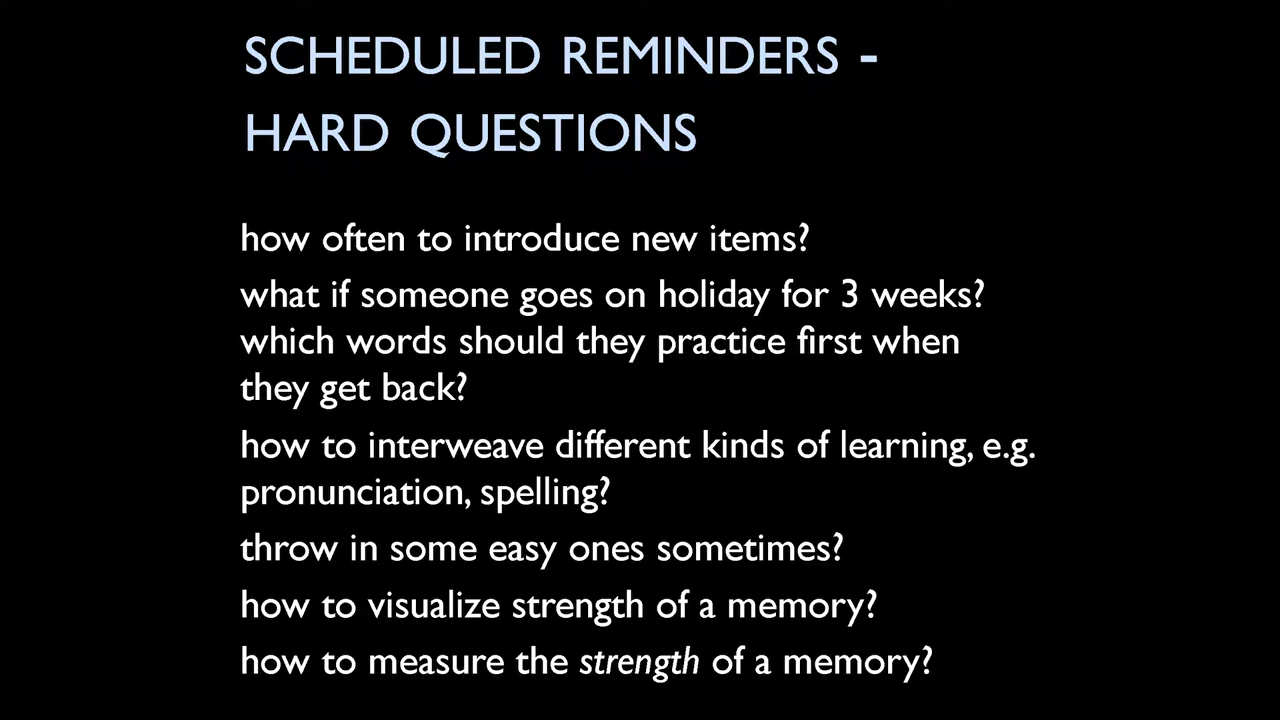 SCHEDULED REMINDERS -
HARD QUESTIONS
how often to introduce new items?
what if someone goes on holiday for 3 weeks?
which words should they practice first when
they get back?
how to interweave different kinds of learning, e.g.
pronunciation, spelling?
throw in some easy ones sometimes?
how to visualize strength of a memory?
how to measure the strength of a memory?